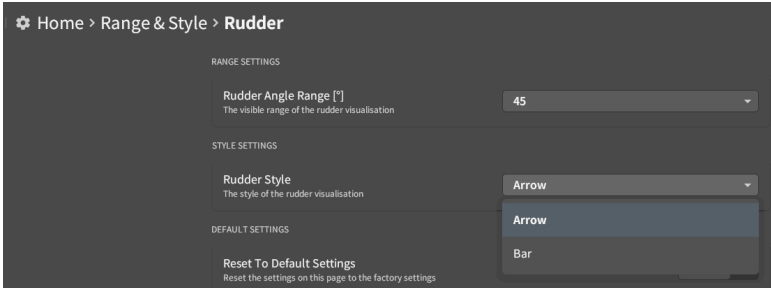 Home > Range & Style > Rudder
RANGE SETTINGS
Rudder Angle Range [°]
The visible range of the rudder visualisation
45
STYLE SETTINGS
Rudder Style
The style of the rudder visualisation
Arrow
Arrow
Bar
DEFAULT SETTINGS
Reset To Default Settings
Reset the settings on this page to the factory settings